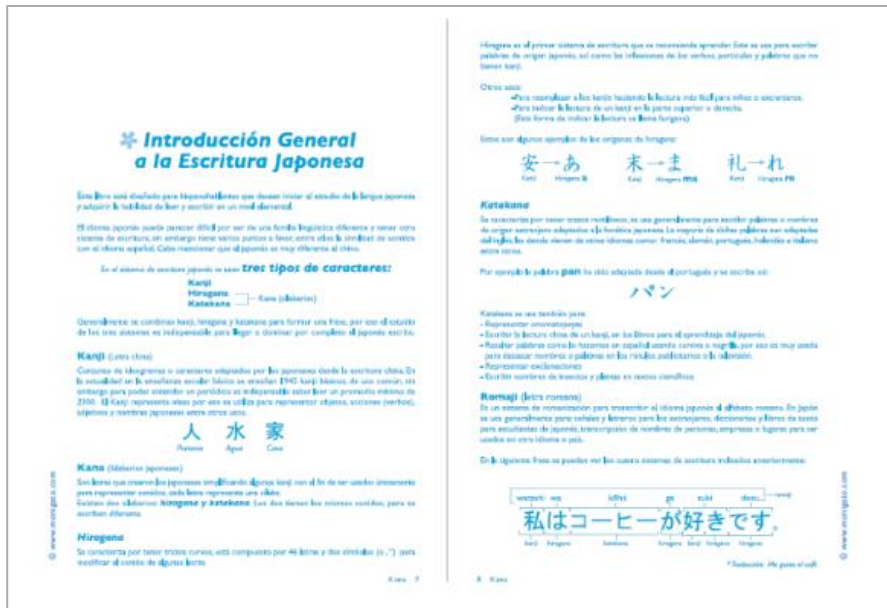 Introducción General
a la Escritura Japonesa
Este libro está diseñado para hispanohablantes que deseen iniciar el estudio de la lengua japonesa
y adquirir la habilidad de leer y escribir en un nivel elemental.
El idioma japonés puede parecer difícil por ser de una familia lingüística diferente y tener otro
sistema de escritura, sin embargo tiene varios puntos a favor, entre ellos la similitud de sonidos
con el idioma español. Cabe mencionar que el japonés es muy diferente al chino.
En el sistema de escritura japonés se usan tres tipos de caracteres:
Kanji
Hiragana
Katakana
Kana (silabarios)
Generalmente se combinan kanji, hiragana y katakana para formar una frase, por eso el estudio
de los tres sistemas es indispensable para llegar a dominar por completo el japonés escrito.
Kanji (Letra china)
Conjunto de ideogramas o caracteres adaptados por los japoneses desde la escritura china. En
la actualidad en la enseñanza escolar básica se enseñan 1945 kanji básicos, de uso común, sin
embargo para poder entender un periódico es indispensable saber leer un promedio mínimo de
2300. El Kanji representa ideas por eso se utiliza para representar objetos, acciones (verbos),
adjetivos y nombres japoneses entre otros usos.
人 水 家
Persona Agua Casa
Kana (Silabarios japoneses)
Son letras que crearon los japoneses simplificando algunos kanji con el fin de ser usados únicamente
para representar sonidos, cada letra representa una sílaba.
Existen dos silabarios: hiragana y katakana. Los dos tienen los mismos sonidos, pero se
escriben diferente.
Hiragana
Se caracteriza por tener trazos curvos, está compuesto por 46 letras y dos símbolos para
modificar el sonido de algunas letras.
© www.monogoto.com
Kana 7
Hiragana es el primer sistema de escritura que se recomienda aprender. Este se usa para escribir
palabras de origen japonés, así como las inflexiones de los verbos, partículas y palabras que no
tienen kanji.
Otros usos:
-Para reemplazar a los kanjis haciendo la lectura más fácil para niños o extranjeros.
-Para indicar la lectura de un kanji en la parte superior o derecha.
(Esta forma de indicar la lectura se llama furigana)
Estos son algunos ejemplos de los orígenes de hiragana:
安→あ 末→ま 礼→れ
Kanji Hiragana a Kanji Hiragana ma Kanji Hiragana re
Katakana
Se caracteriza por tener trazos rectilíneos, se usa generalmente para escribir palabras o nombres
de origen extranjero adaptados a la fonética japonesa. La mayoría de dichas palabras son adaptadas
del inglés, las demás vienen de otros idiomas como: francés, alemán, portugués, holandés e italiano
entre otros.
Por ejemplo la palabra pan ha sido adaptada desde el portugués y se escribe así:
パン
Katakana se usa también para:
- Representar onomatopeyas
- Escribir la lectura china de un kanji, en los libros para el aprendizaje del japonés.
- Resaltar palabras como lo hacemos en español usando cursiva o negrilla, por eso es muy usada
para destacar nombres o palabras en los rótulos publicitarios o la televisión.
- Representar exclamaciones
- Escribir nombres de insectos y plantas en textos científicos
Romaji (letra romana)
Es un sistema de romanización para transcribir el idioma japonés al alfabeto romano. En Japón
se usa generalmente para señales y letreros para los extranjeros, diccionarios y libros de texto
para estudiantes de japonés, transcripción de nombres de personas, empresas o lugares para ser
usados en otro idioma o país.
En la siguiente frase se pueden ver los cuatro sistemas de escritura indicados anteriormente:
watashi wa kōhii ga suki desu. romaji
私はコーヒーが好きです。
kanji hiragana katakana hiragana kanji hiragana hiragana
*Traducción: Me gusta el café
8 Kana
© www.monogoto.com